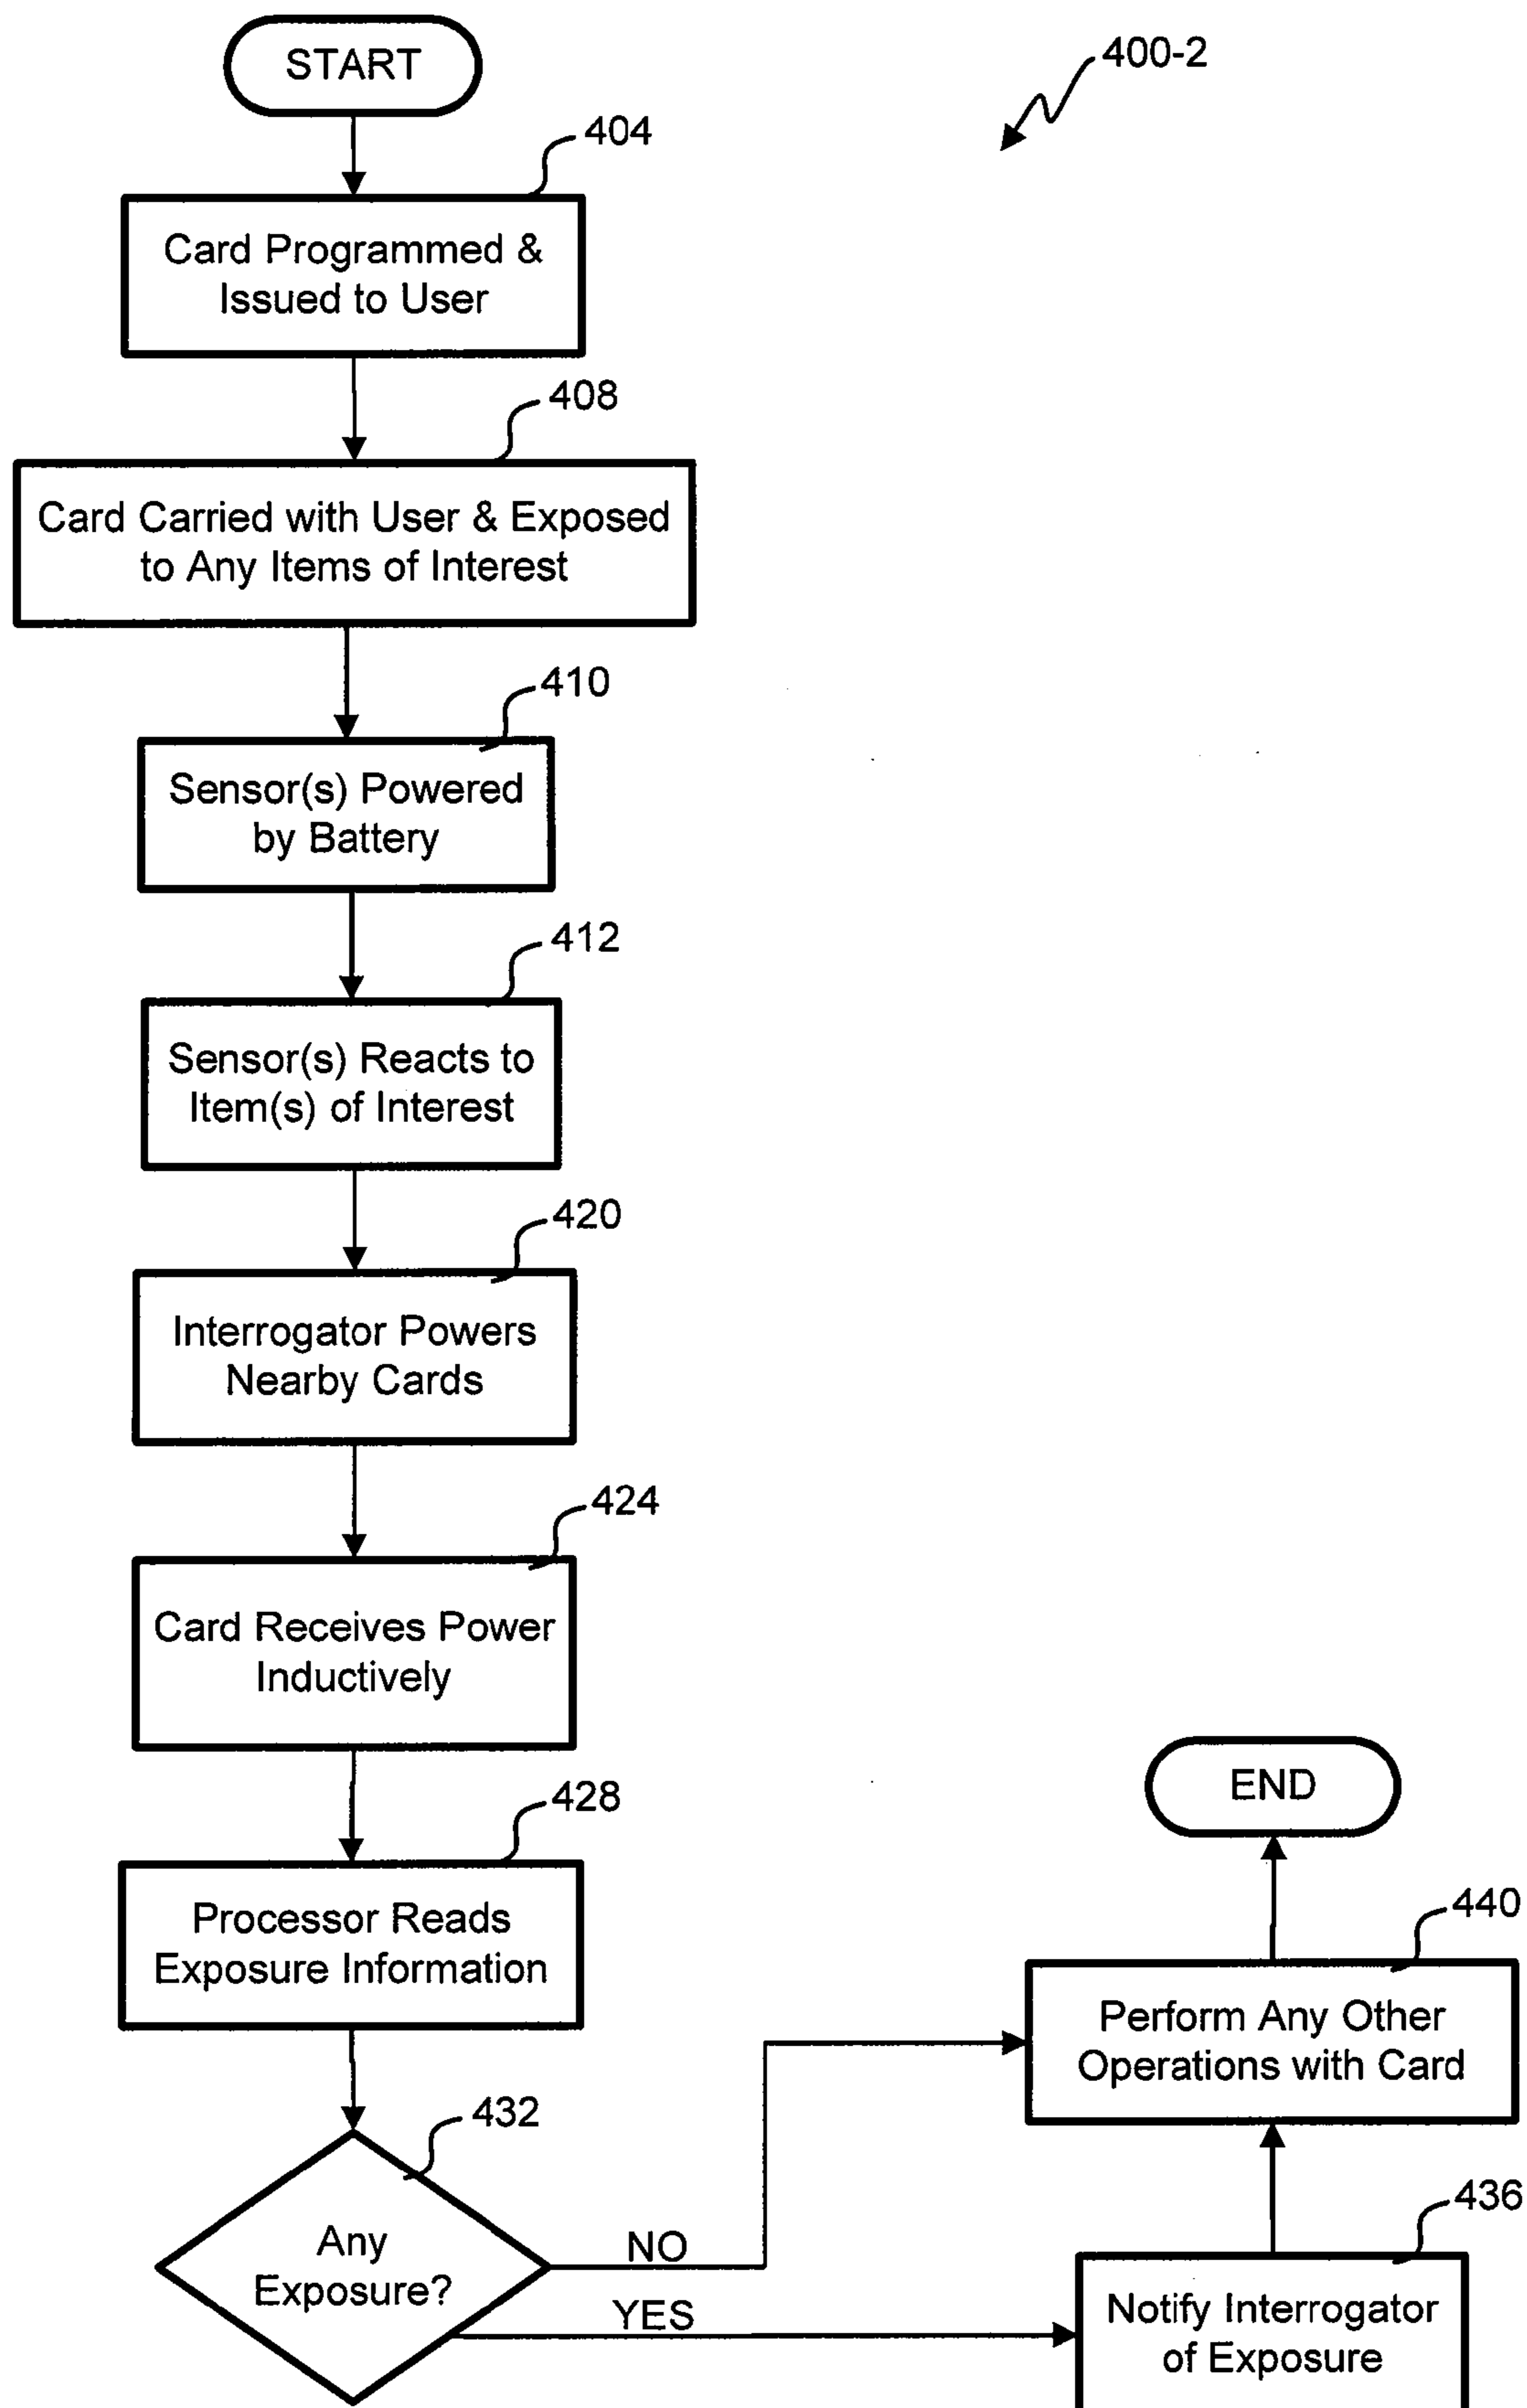 START
400-2
404
Card Programmed &
Issued to User
408
Card Carried with User & Exposed
to Any Items of Interest
410
Sensor(s) Powered
by Battery
412
Sensor(s) Reacts to
Item(s) of Interest
420
Interrogator Powers
Nearby Cards
424
Card Receives Power
Inductively
428
Processor Reads
Exposure Information
432
Any
Exposure?
NO
YES
END
440
Perform Any Other
Operations with Card
436
Notify Interrogator
of Exposure